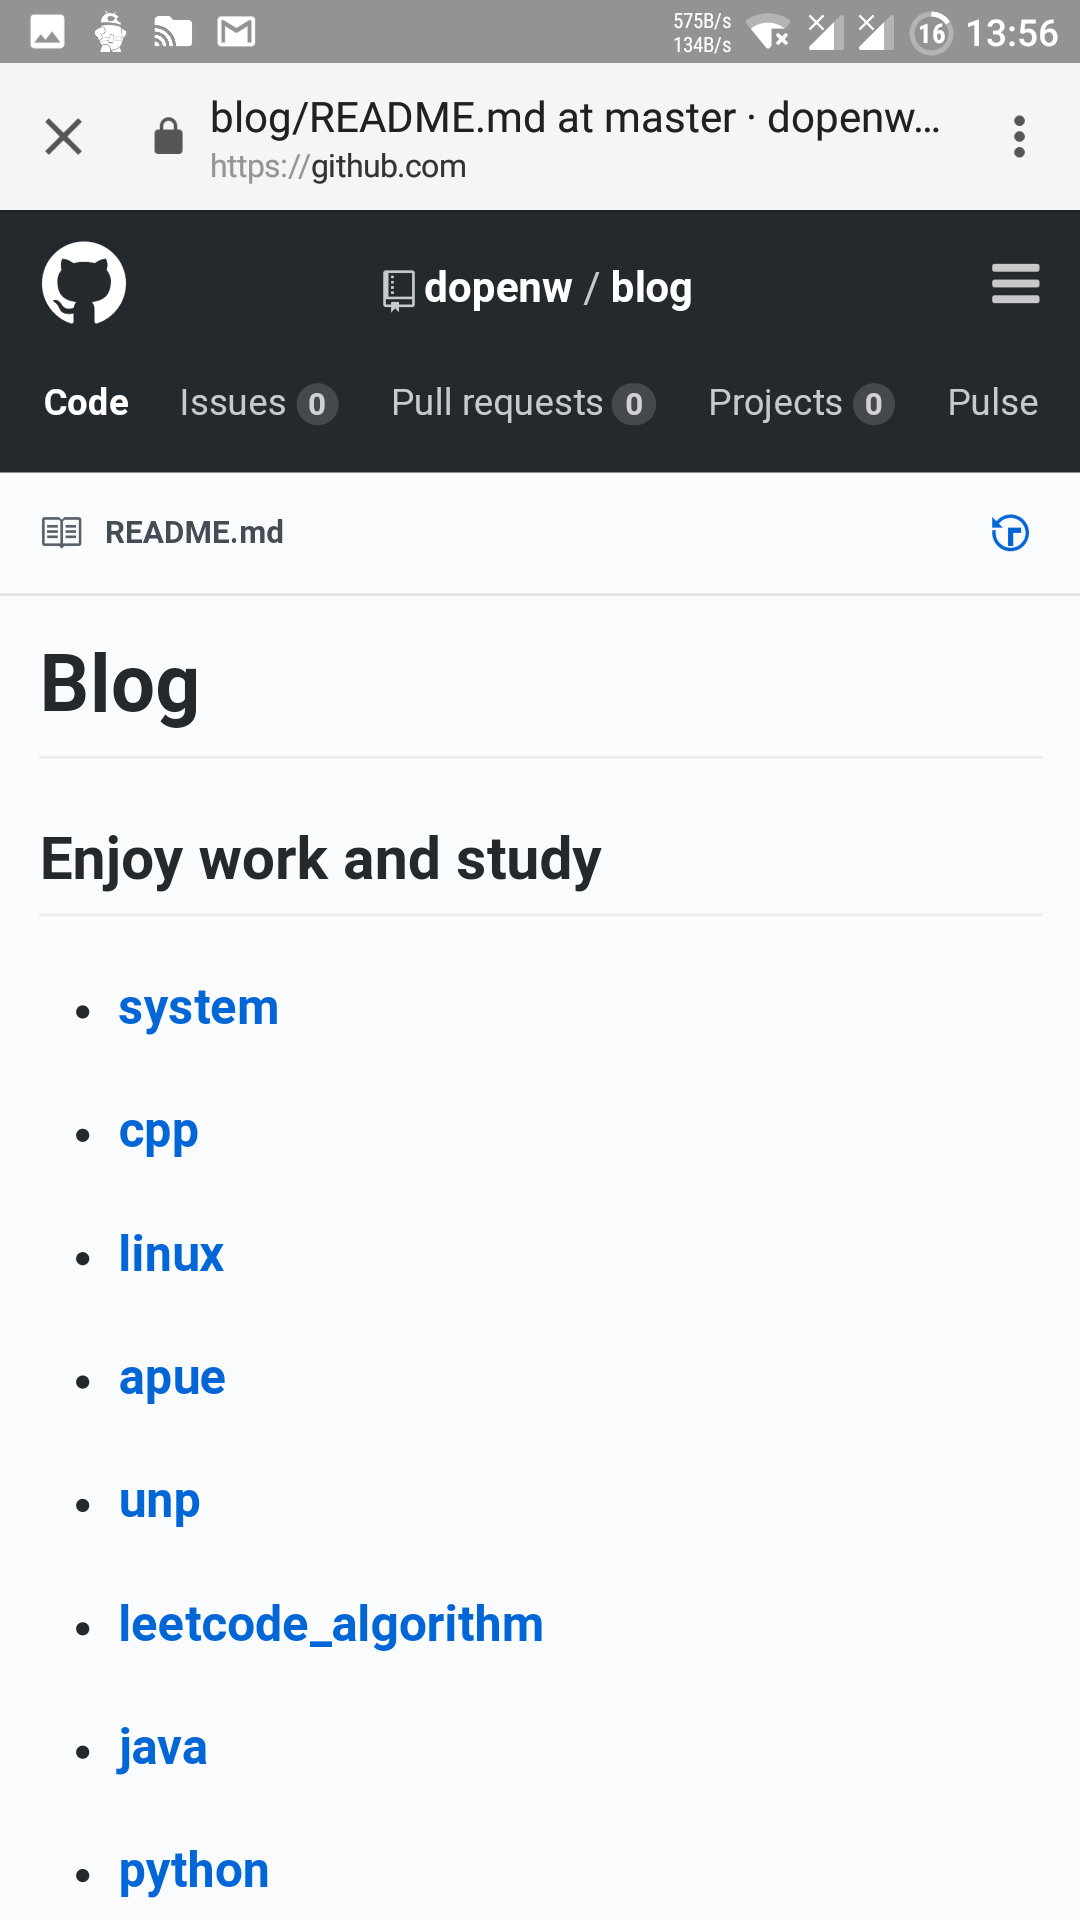 575B/s
134B/s
16
13:56
blog/README.md at master · dopenw...
https://github.com
dopenw / blog
Code Issues 0 Pull requests 0 Projects 0 Pulse
README.md
Blog
Enjoy work and study
• system
• cpp
• linux
• apue
• unp
• leetcode_algorithm
• java
• python